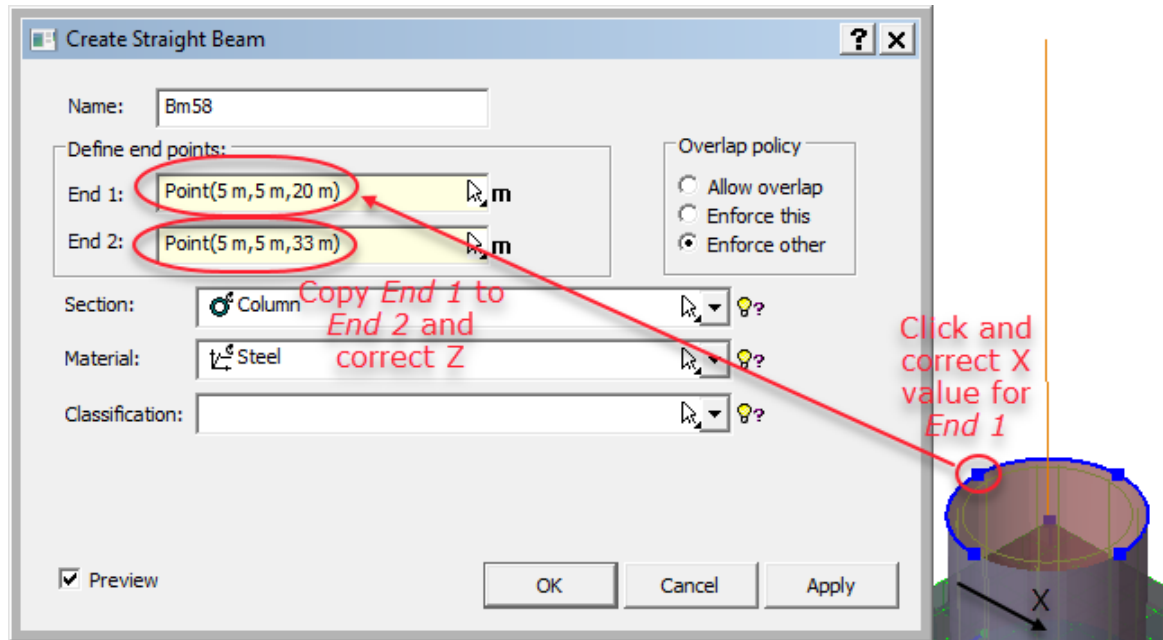 Create Straight Beam
? x
Name: Bm58
Define end points:
End 1: Point(5 m,5 m,20 m) m
End 2: Point(5 m,5 m,33 m) m
Overlap policy
Allow overlap
Enforce this
Enforce other
Copy End 1 to
End 2 and
correct Z
Section: Column ?
Material: Steel ?
Classification: ?
Click and
correct X
value for
End 1
Preview
OK Cancel Apply
X